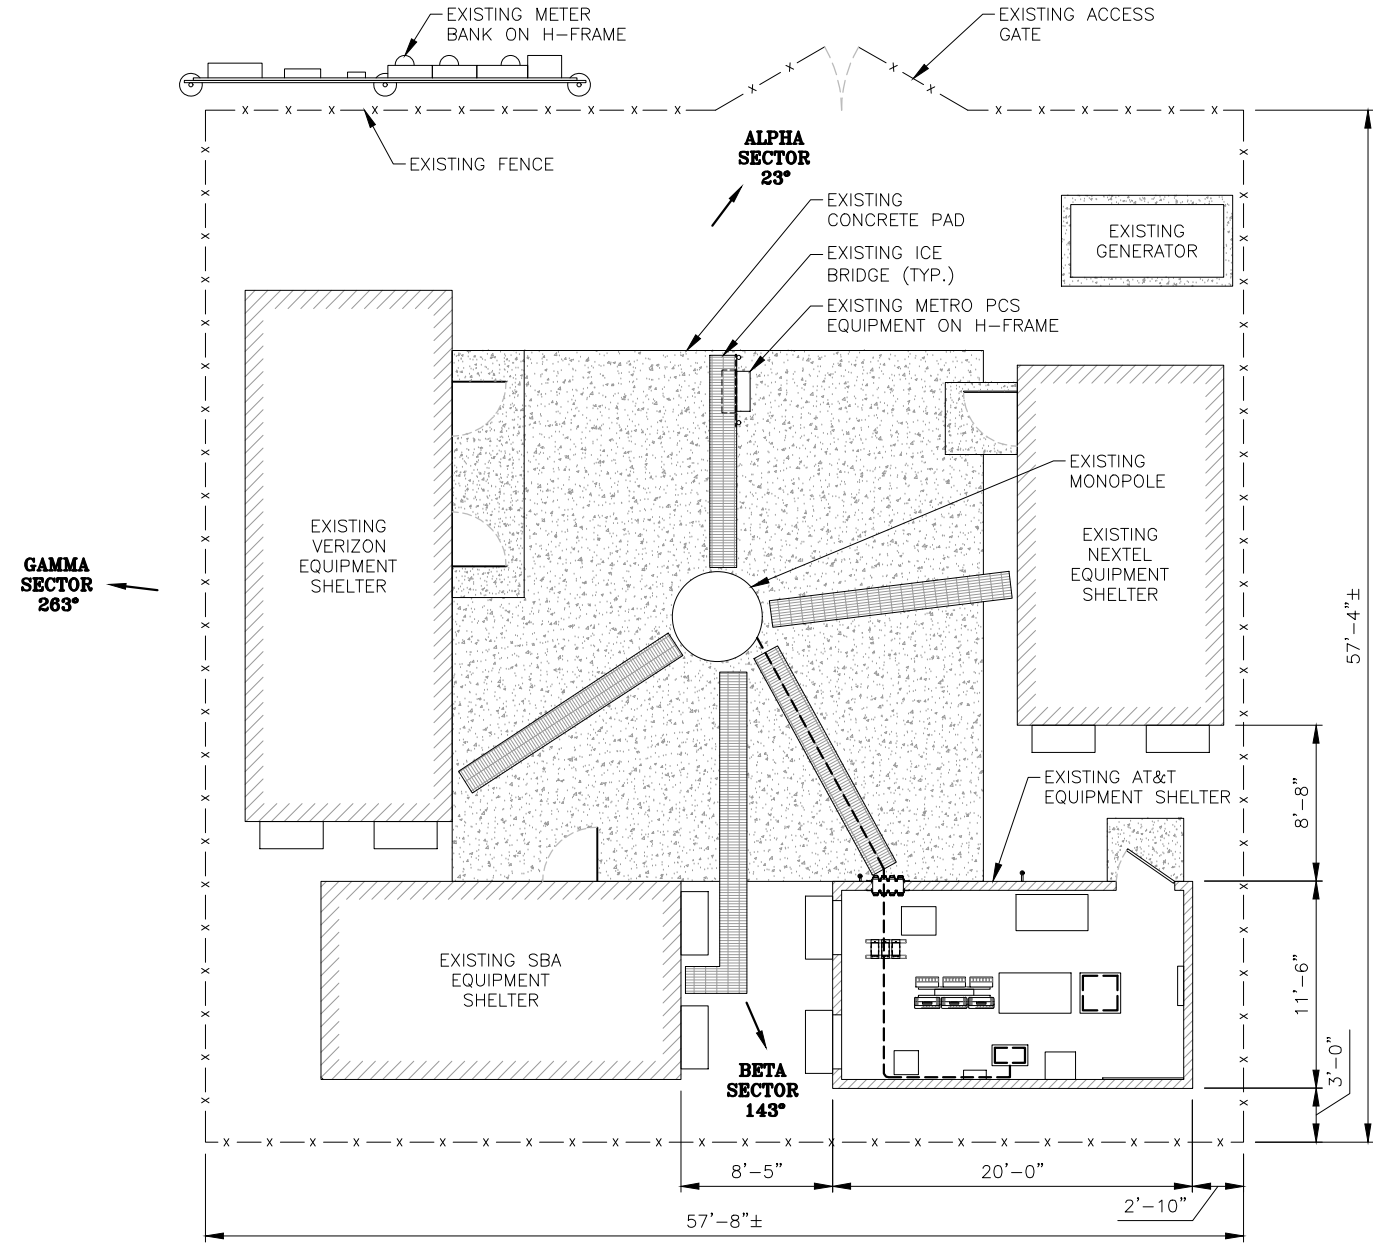 EXISTING METER
BANK ON H-FRAME
EXISTING ACCESS
GATE
EXISTING FENCE
ALPHA
SECTOR
23°
EXISTING
CONCRETE PAD
EXISTING ICE
BRIDGE (TYP.)
EXISTING METRO PCS
EQUIPMENT ON H-FRAME
EXISTING
GENERATOR
EXISTING
MONOPOLE
EXISTING
VERIZON
EQUIPMENT
SHELTER
EXISTING
NEXTEL
EQUIPMENT
SHELTER
GAMMA
SECTOR
263°
57'-4"±
EXISTING AT&T
EQUIPMENT SHELTER
8'-8"
EXISTING SBA
EQUIPMENT
SHELTER
11'-6"
3'-0"
BETA
SECTOR
143°
8'-5"
20'-0"
2'-10"
57'-8"±